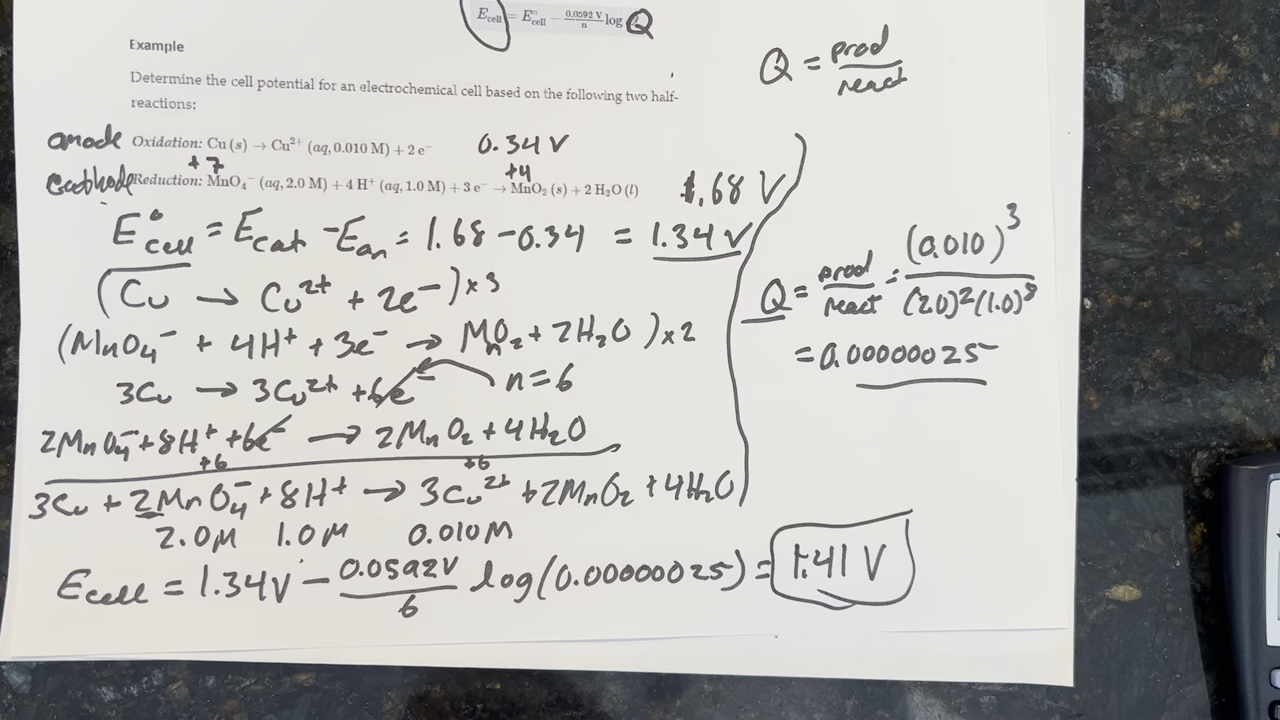 E_cell = E°_cell − 0.0592 V/n log Q
Q = prod/react
Example
Determine the cell potential for an electrochemical cell based on the following two half-
reactions:
anode Oxidation: Cu (s) → Cu²⁺ (aq, 0.010 M) + 2 e⁻ 0.34 V
+7 +4
Cathode Reduction: MnO₄⁻ (aq, 2.0 M) + 4 H⁺ (aq, 1.0 M) + 3 e⁻ → MnO₂ (s) + 2 H₂O (l) 1.68 V
E°cell = Ecat - Ean = 1.68 - 0.34 = 1.34 V
(Cu → Cu²⁺ + 2e⁻) x 3
(MnO₄⁻ + 4H⁺ + 3e⁻ → MnO₂ + 2H₂O) x 2
3Cu → 3Cu²⁺ + 6e⁻ n = 6
2MnO₄⁻ + 8H⁺ + 6e⁻ → 2MnO₂ + 4H₂O
+6 +6
3Cu + 2MnO₄⁻ + 8H⁺ → 3Cu²⁺ + 2MnO₂ + 4H₂O
2.0M 1.0M 0.010M
Ecell = 1.34V - 0.0592V/6 log(0.00000025) = 1.41 V
Q = prod/react = (0.010)³/(2.0)²(1.0)⁸
= 0.00000025